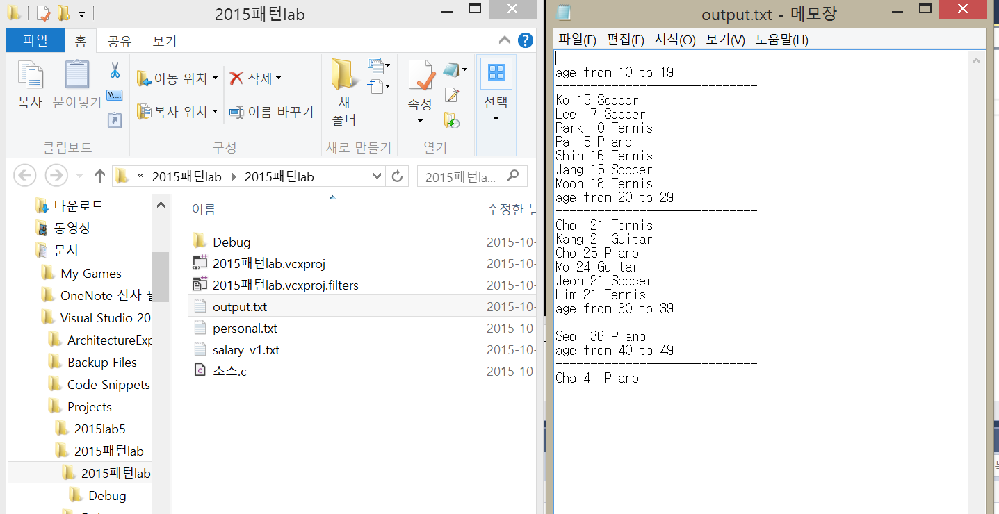 2015패턴lab
파일 홈 공유 보기
이동 위치 삭제
복사 붙여넣기 새 폴더 속성 선택
복사 위치 이름 바꾸기
클립보드 구성 새로 만들기 열기
« 2015패턴lab 2015패턴lab 2015패턴la...
다운로드
동영상
문서
My Games
OneNote 전자
Visual Studio 20
ArchitectureExp
Backup Files
Code Snippets
Projects
2015lab5
2015패턴lab
2015패턴lab
Debug
이름 수정한
Debug 2015-10-
2015패턴lab.vcxproj 2015-10-
2015패턴lab.vcxproj.filters 2015-10-
output.txt 2015-10-
personal.txt 2015-10-
salary_v1.txt 2015-10-
소스.c 2015-10-
output.txt - 메모장
파일(F) 편집(E) 서식(O) 보기(V) 도움말(H)
age from 10 to 19
-----------------------------
Ko 15 Soccer
Lee 17 Soccer
Park 10 Tennis
Ra 15 Piano
Shin 16 Tennis
Jang 15 Soccer
Moon 18 Tennis
age from 20 to 29
-----------------------------
Choi 21 Tennis
Kang 21 Guitar
Cho 25 Piano
Mo 24 Guitar
Jeon 21 Soccer
Lim 21 Tennis
age from 30 to 39
-----------------------------
Seol 36 Piano
age from 40 to 49
-----------------------------
Cha 41 Piano